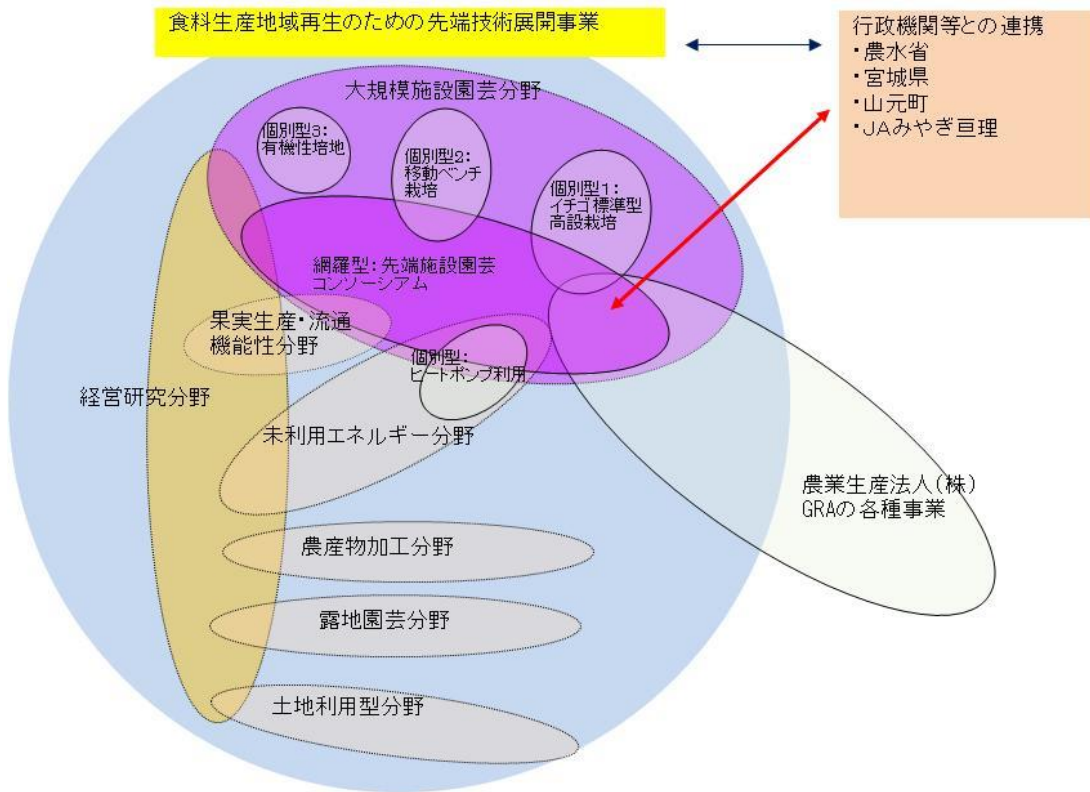 食料生産地域再生のための先端技術展開事業
行政機関等との連携
・農水省
・宮城県
・山元町
・JAみやぎ亘理
大規模施設園芸分野
個別型3:
有機性培地
個別型2:
移動ベンチ
栽培
個別型1:
イチゴ標準型
高設栽培
網羅型:先端施設園芸
コンソーシアム
果実生産・流通
機能性分野
個別型:
ヒートポンプ利用
経営研究分野
未利用エネルギー分野
農業生産法人(株)
GRAの各種事業
農産物加工分野
露地園芸分野
土地利用型分野